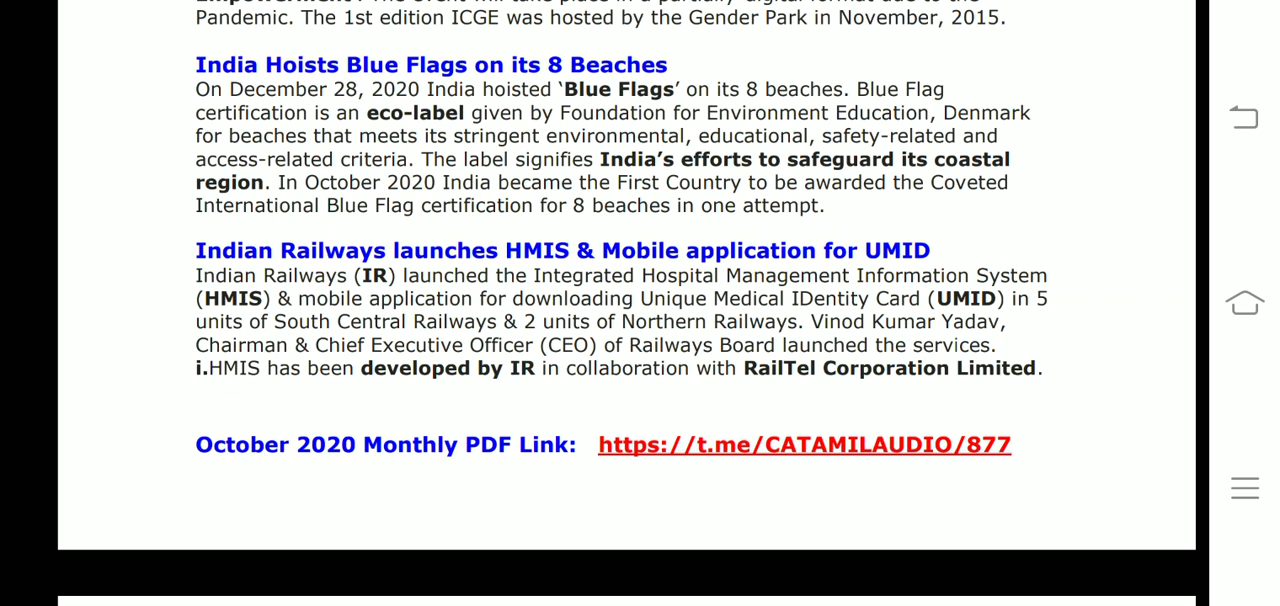 Pandemic. The 1st edition ICGE was hosted by the Gender Park in November, 2015.
India Hoists Blue Flags on its 8 Beaches
On December 28, 2020 India hoisted ‘Blue Flags’ on its 8 beaches. Blue Flag
certification is an eco-label given by Foundation for Environment Education, Denmark
for beaches that meets its stringent environmental, educational, safety-related and
access-related criteria. The label signifies India’s efforts to safeguard its coastal
region. In October 2020 India became the First Country to be awarded the Coveted
International Blue Flag certification for 8 beaches in one attempt.
Indian Railways launches HMIS & Mobile application for UMID
Indian Railways (IR) launched the Integrated Hospital Management Information System
(HMIS) & mobile application for downloading Unique Medical IDentity Card (UMID) in 5
units of South Central Railways & 2 units of Northern Railways. Vinod Kumar Yadav,
Chairman & Chief Executive Officer (CEO) of Railways Board launched the services.
i.HMIS has been developed by IR in collaboration with RailTel Corporation Limited.
October 2020 Monthly PDF Link: https://t.me/CATAMILAUDIO/877